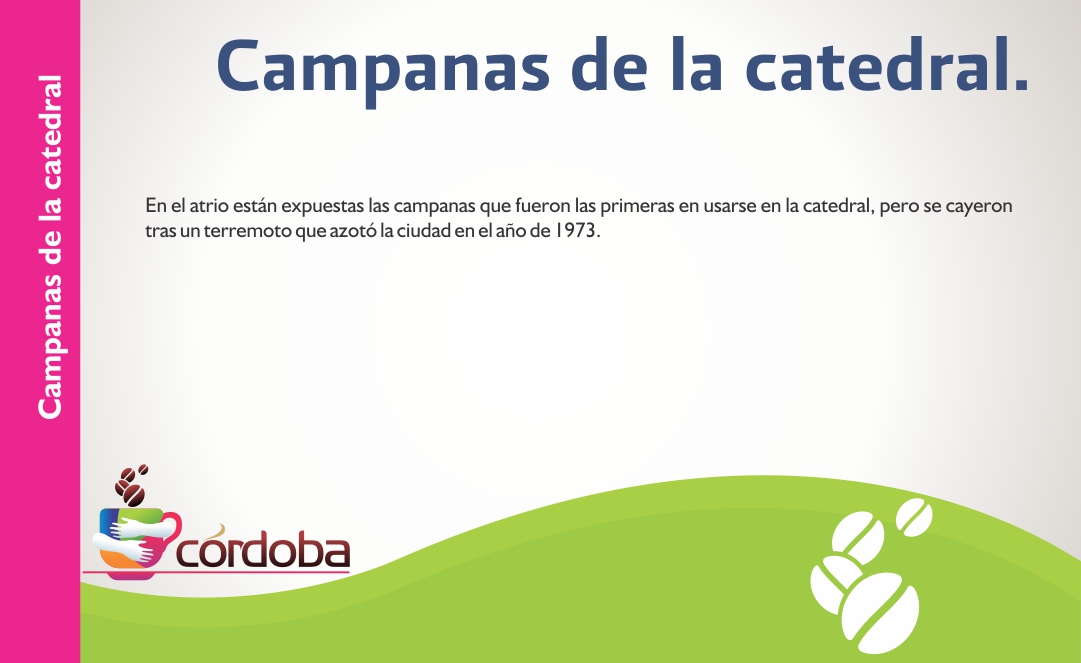 Campanas de la catedral
Campanas de la catedral.
En el atrio están expuestas las campanas que fueron las primeras en usarse en la catedral, pero se cayeron
tras un terremoto que azotó la ciudad en el año de 1973.
córdoba